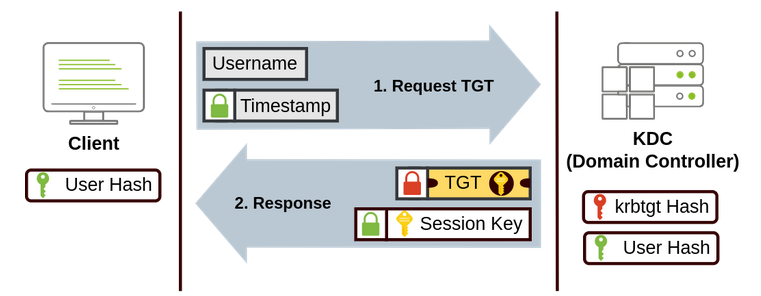 Username
Timestamp
1. Request TGT
Client
User Hash
KDC
(Domain Controller)
TGT
2. Response
Session Key
krbtgt Hash
User Hash